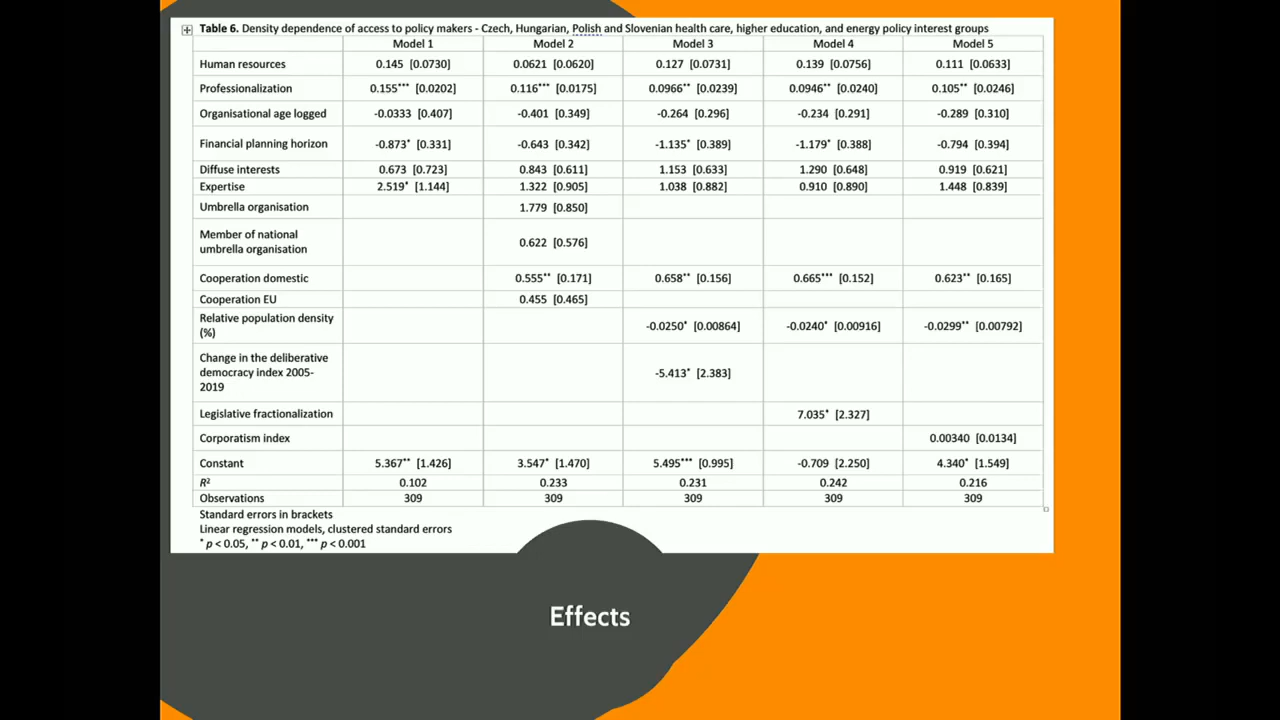 Table 6. Density dependence of access to policy makers - Czech, Hungarian, Polish and Slovenian health care, higher education, and energy policy interest groups
Model 1 Model 2 Model 3 Model 4 Model 5
Human resources 0.145 [0.0730] 0.0621 [0.0620] 0.127 [0.0731] 0.139 [0.0756] 0.111 [0.0633]
Professionalization 0.155*** [0.0202] 0.116*** [0.0175] 0.0966** [0.0239] 0.0946** [0.0240] 0.105** [0.0246]
Organisational age logged -0.0333 [0.407] -0.401 [0.349] -0.264 [0.296] -0.234 [0.291] -0.289 [0.310]
Financial planning horizon -0.873* [0.331] -0.643 [0.342] -1.135* [0.389] -1.179* [0.388] -0.794 [0.394]
Diffuse interests 0.673 [0.723] 0.843 [0.611] 1.153 [0.633] 1.290 [0.648] 0.919 [0.621]
Expertise 2.519* [1.144] 1.322 [0.905] 1.038 [0.882] 0.910 [0.890] 1.448 [0.839]
Umbrella organisation 1.779 [0.850]
Member of national
umbrella organisation 0.622 [0.576]
Cooperation domestic 0.555** [0.171] 0.658** [0.156] 0.665*** [0.152] 0.623** [0.165]
Cooperation EU 0.455 [0.465]
Relative population density
(%) -0.0250* [0.00864] -0.0240* [0.00916] -0.0299** [0.00792]
Change in the deliberative
democracy index 2005-
2019 -5.413* [2.383]
Legislative fractionalization 7.035* [2.327]
Corporatism index 0.00340 [0.0134]
Constant 5.367** [1.426] 3.547* [1.470] 5.495*** [0.995] -0.709 [2.250] 4.340* [1.549]
R² 0.102 0.233 0.231 0.242 0.216
Observations 309 309 309 309 309
Standard errors in brackets
Linear regression models, clustered standard errors
* p < 0.05, ** p < 0.01, *** p < 0.001
Effects